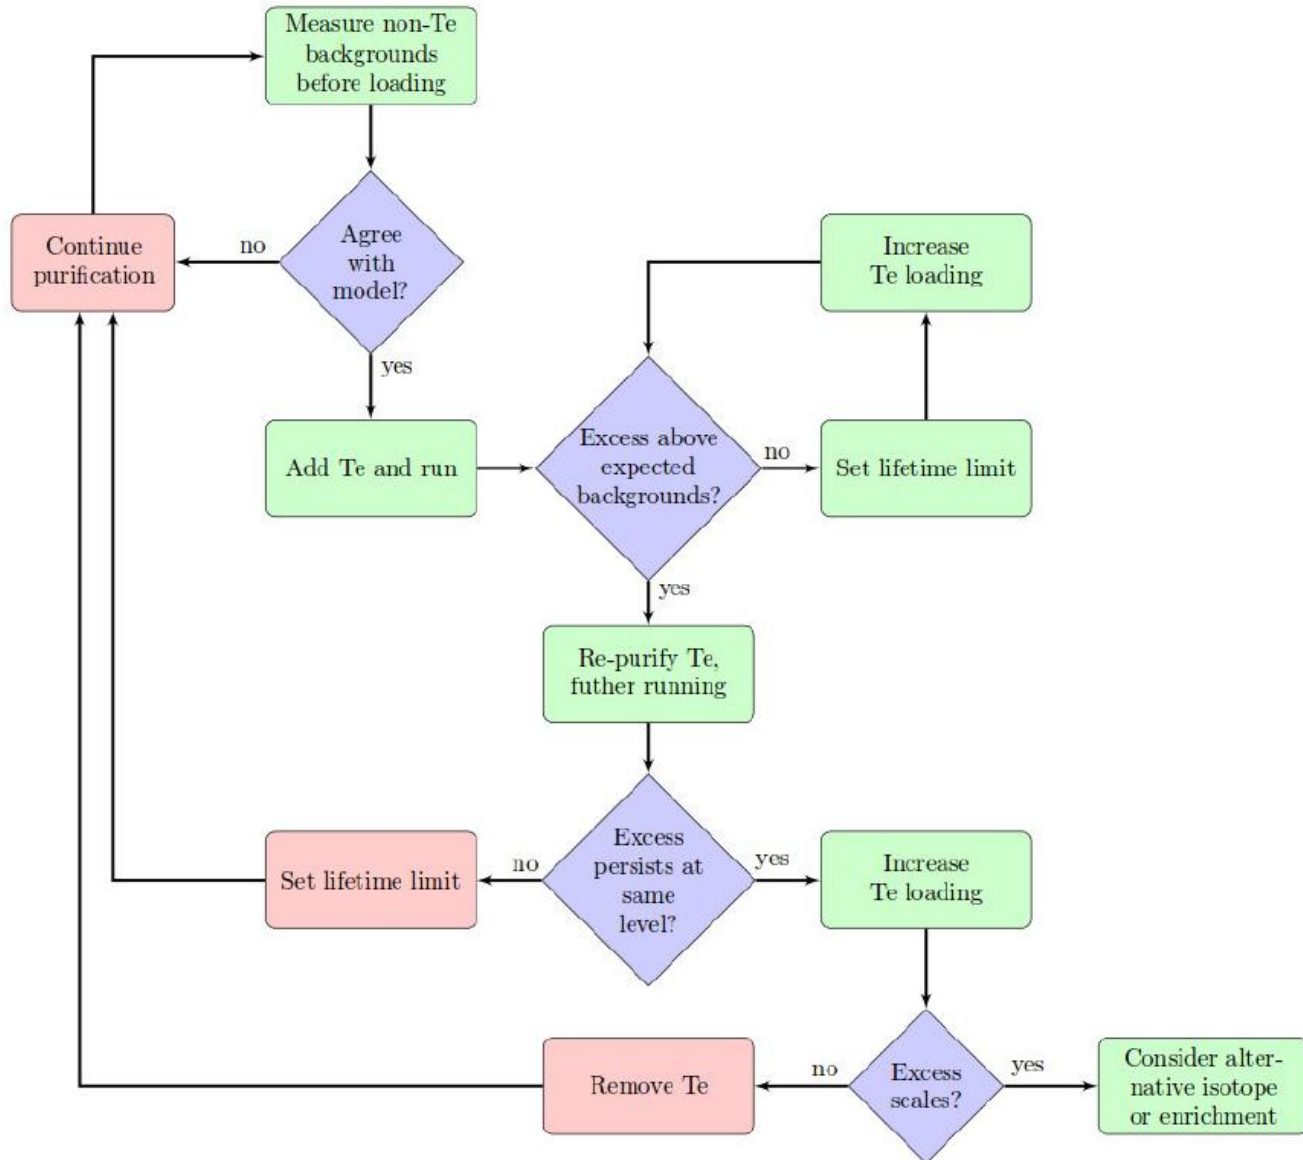 Measure non-Te
backgrounds
before loading
Continue
purification
no
Agree
with
model?
Increase
Te loading
yes
Add Te and run
Excess above
expected
backgrounds?
no
Set lifetime limit
yes
Re-purify Te,
futher running
Set lifetime limit
no
Excess
persists at
same
level?
yes
Increase
Te loading
Remove Te
no
Excess
scales?
yes
Consider alter-
native isotope
or enrichment